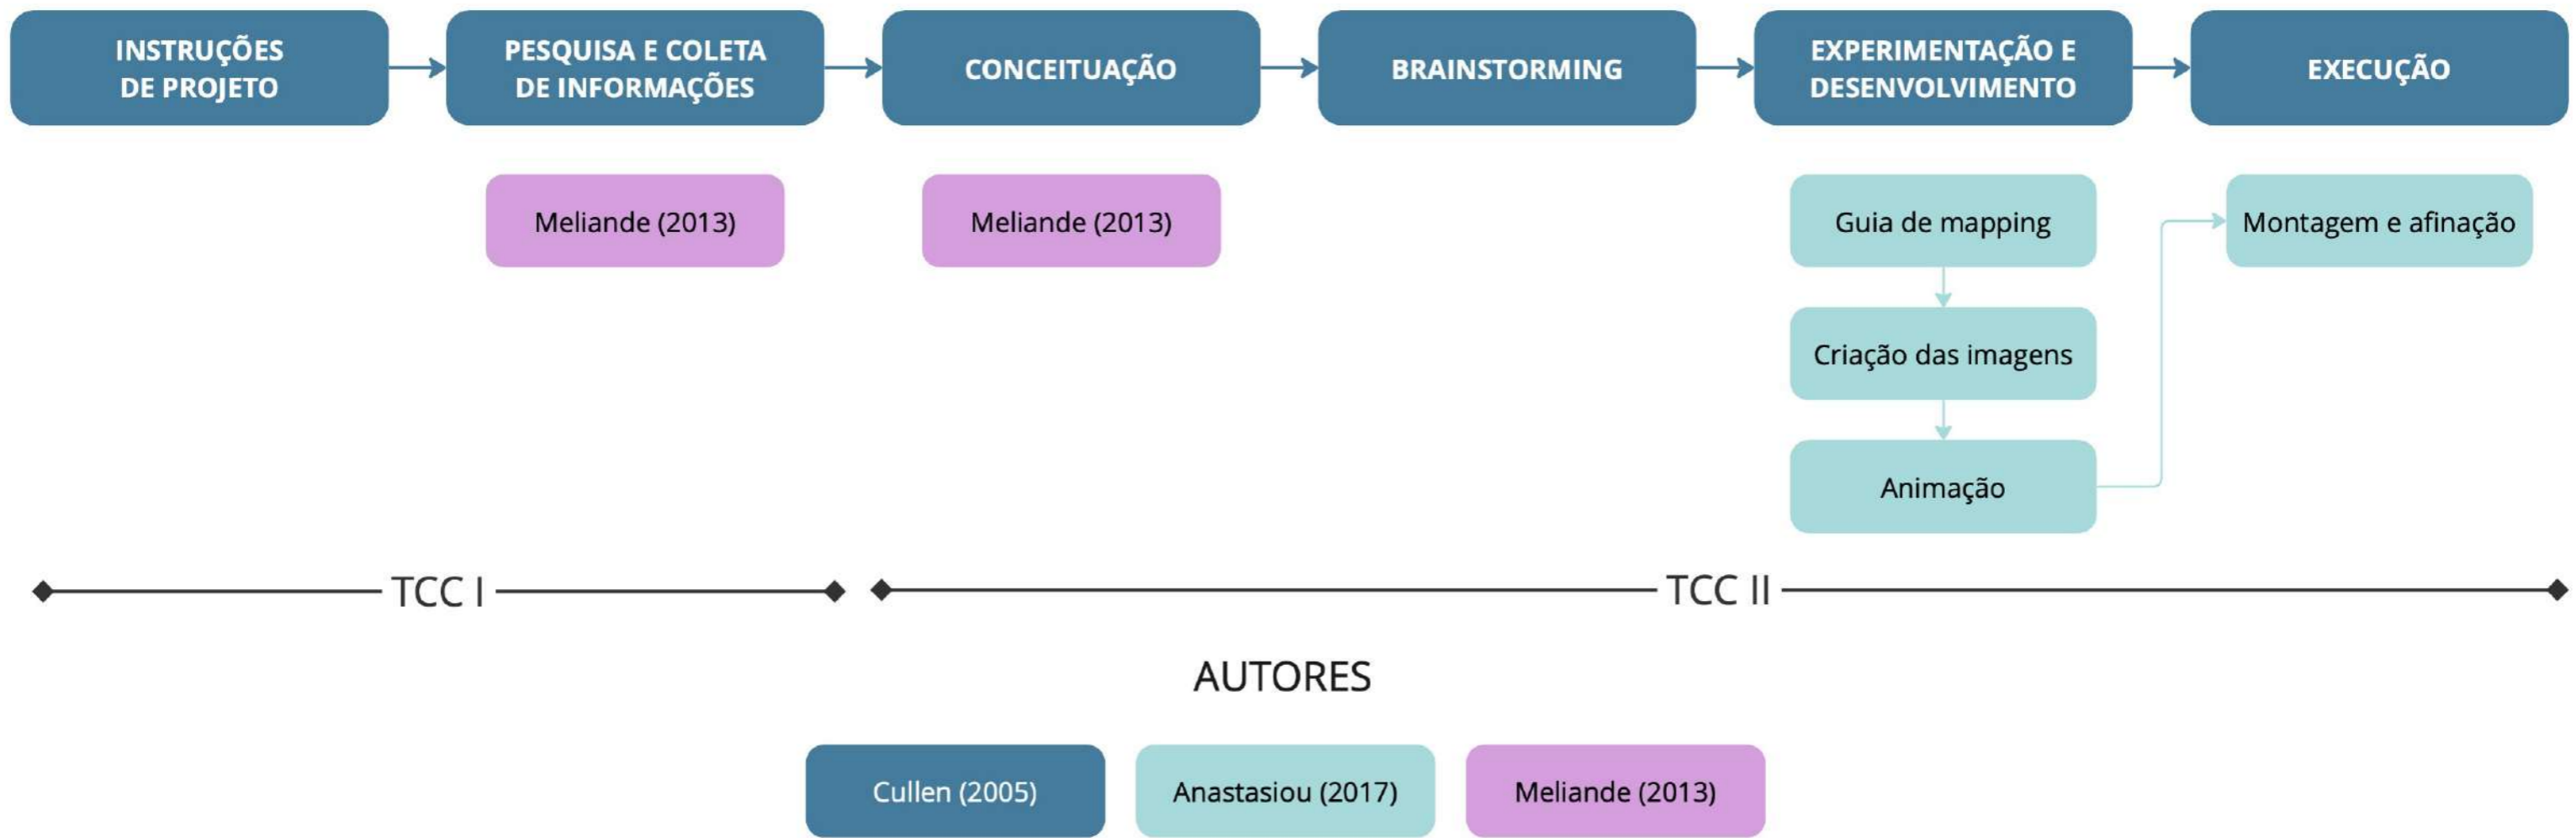 INSTRUÇÕES
DE PROJETO
PESQUISA E COLETA
DE INFORMAÇÕES
CONCEITUAÇÃO
BRAINSTORMING
EXPERIMENTAÇÃO E
DESENVOLVIMENTO
EXECUÇÃO
Meliande (2013)
Meliande (2013)
Guia de mapping
Montagem e afinação
Criação das imagens
Animação
TCC I
TCC II
AUTORES
Cullen (2005)
Anastasiou (2017)
Meliande (2013)